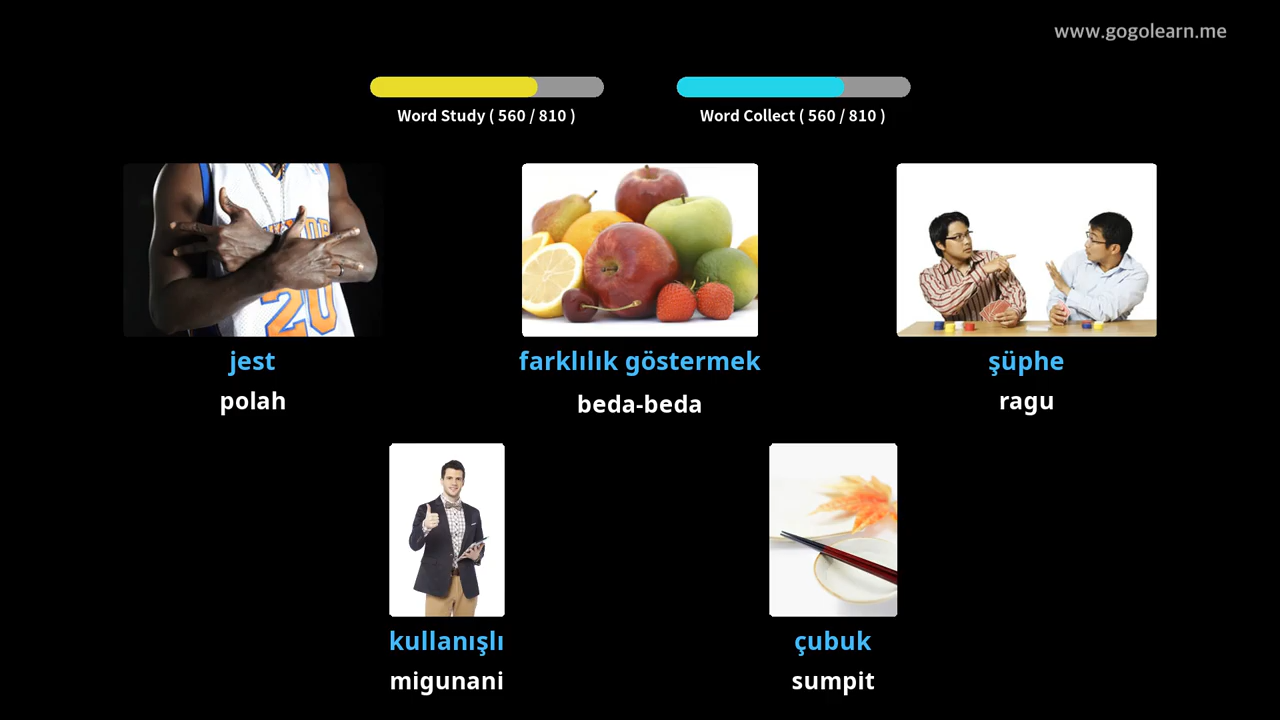 www.gogolearn.me
Word Study ( 560 / 810 )
Word Collect ( 560 / 810 )
20
jest
farklılık göstermek
şüphe
polah
beda-beda
ragu
kullanışlı
çubuk
migunani
sumpit